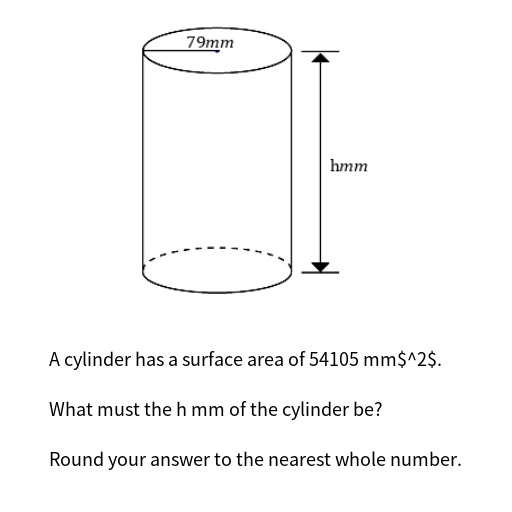 79mm
hmm
A cylinder has a surface area of 54105 mm$^2$.
What must the h mm of the cylinder be?
Round your answer to the nearest whole number.